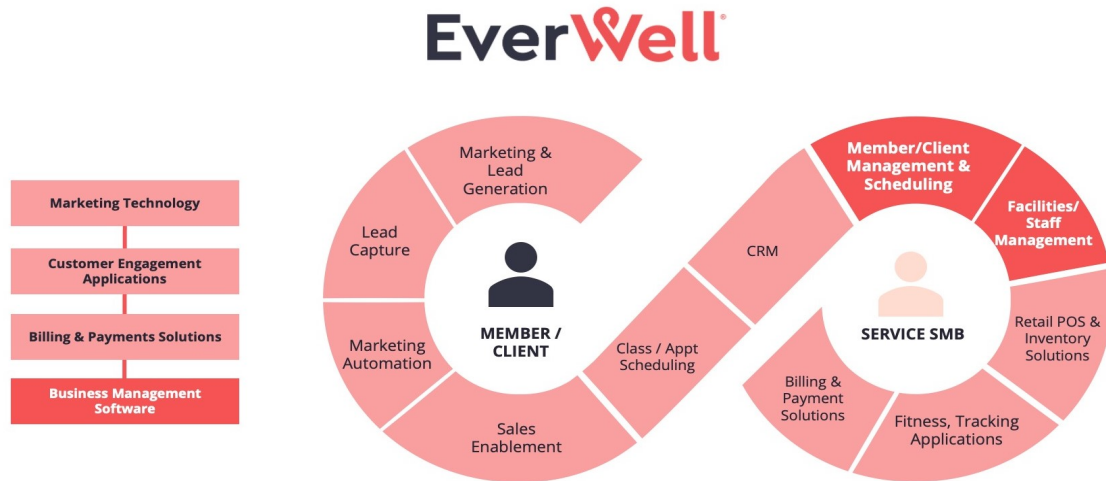 EverWell®
Marketing Technology
Customer Engagement
Applications
Billing & Payments Solutions
Business Management
Software
Marketing &
Lead
Generation
Lead
Capture
Marketing
Automation
Sales
Enablement
Class / Appt
Scheduling
CRM
MEMBER /
CLIENT
Member/Client
Management &
Scheduling
Facilities/
Staff
Management
Retail POS &
Inventory
Solutions
Fitness, Tracking
Applications
Billing &
Payment
Solutions
SERVICE SMB